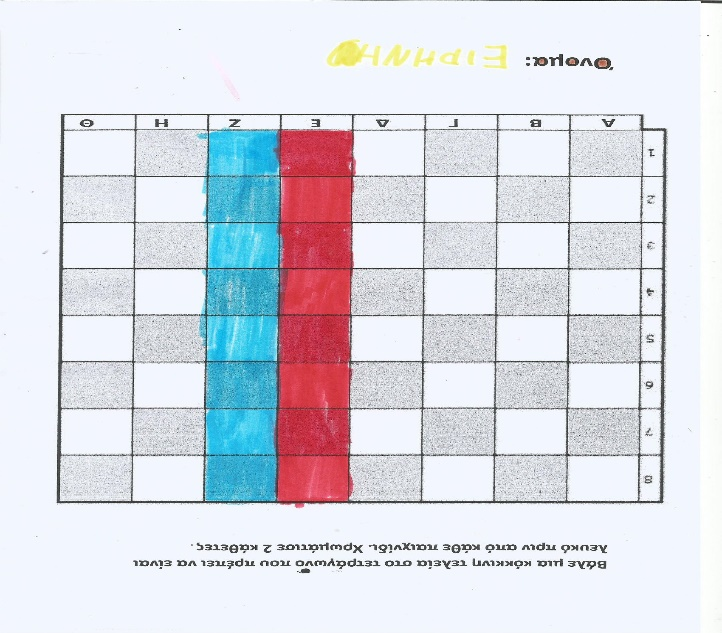 Βάλε μια κόκκινη τελεία στο τετράγωνο που πρέπει να είναι
λευκό πριν από κάθε παιχνίδι. Χρωμάτισε 2 κάθετες.
8
7
6
5
4
3
2
1
Α Β Γ Δ Ε Ζ Η Θ
Όνομα: ΕΙΡΗΝΗ